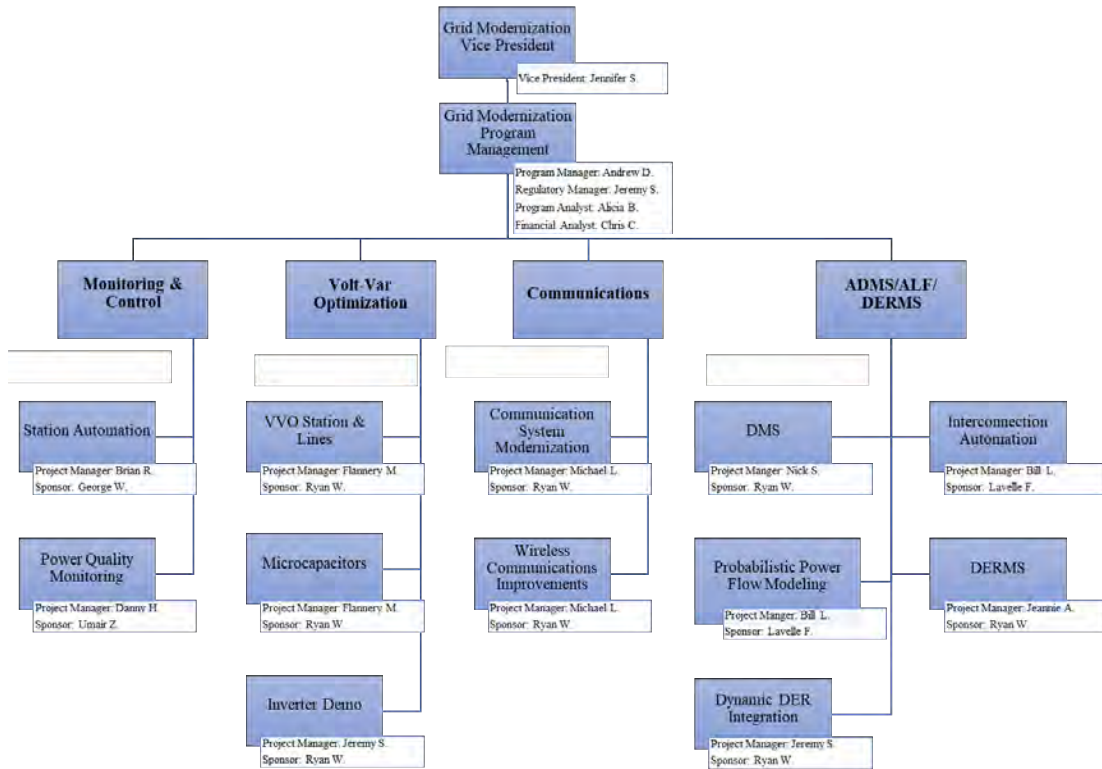 Grid Modernization
Vice President
Vice President: Jennifer S.
Grid Modernization
Program
Management
Program Manager: Andrew D.
Regulatory Manager: Jeremy S.
Program Analyst: Alicia B.
Financial Analyst: Chris C.
Monitoring &
Control
Volt-Var
Optimization
Communications
ADMS/ALF/
DERMS
Station Automation
Project Manager: Brian R.
Sponsor: George W.
VVO Station &
Lines
Project Manager: Flannery M.
Sponsor: Ryan W.
Communication
System
Modernization
Project Manager: Michael L.
Sponsor: Ryan W.
DMS
Project Manger: Nick S.
Sponsor: Ryan W.
Interconnection
Automation
Project Manager: Bill L.
Sponsor: Lavelle F.
Power Quality
Monitoring
Project Manager: Danny H.
Sponsor: Umair Z.
Microcapacitors
Project Manager: Flannery M.
Sponsor: Ryan W.
Wireless
Communications
Improvements
Project Manager: Michael L.
Sponsor: Ryan W.
Probabilistic Power
Flow Modeling
Project Manger: Bill L.
Sponsor: Lavelle F.
DERMS
Project Manager: Jeannie A.
Sponsor: Ryan W.
Inverter Demo
Project Manager: Jeremy S.
Sponsor: Ryan W.
Dynamic DER
Integration
Project Manager: Jeremy S.
Sponsor: Ryan W.